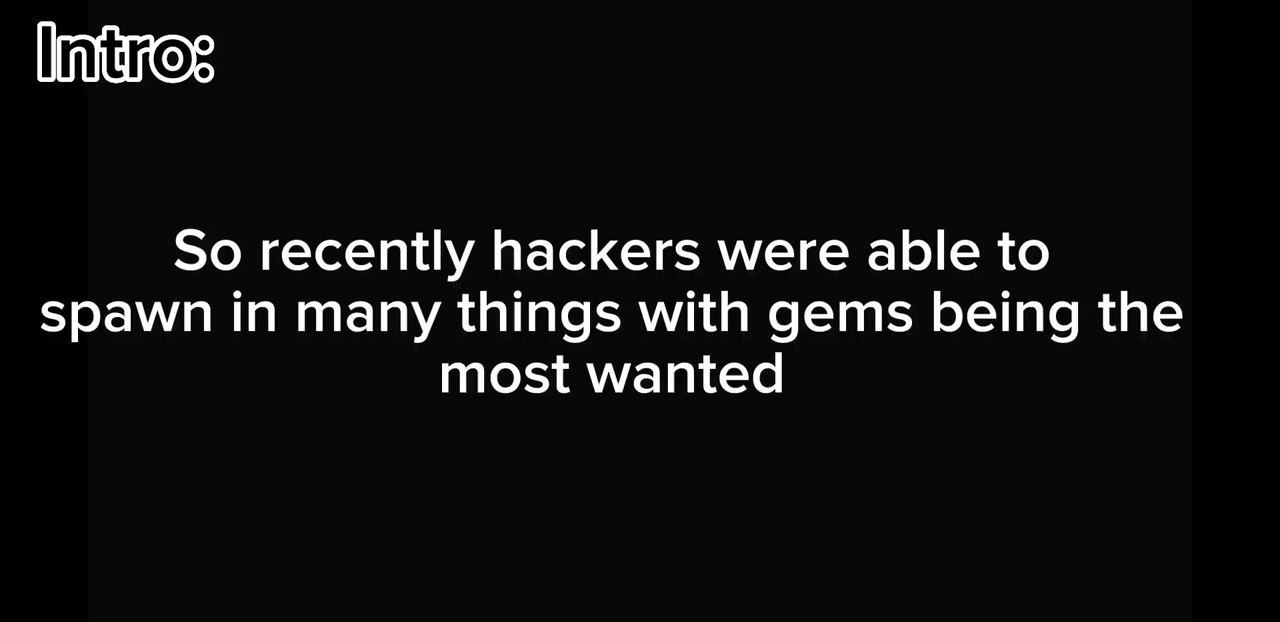 Intro:
So recently hackers were able to
spawn in many things with gems being the
most wanted